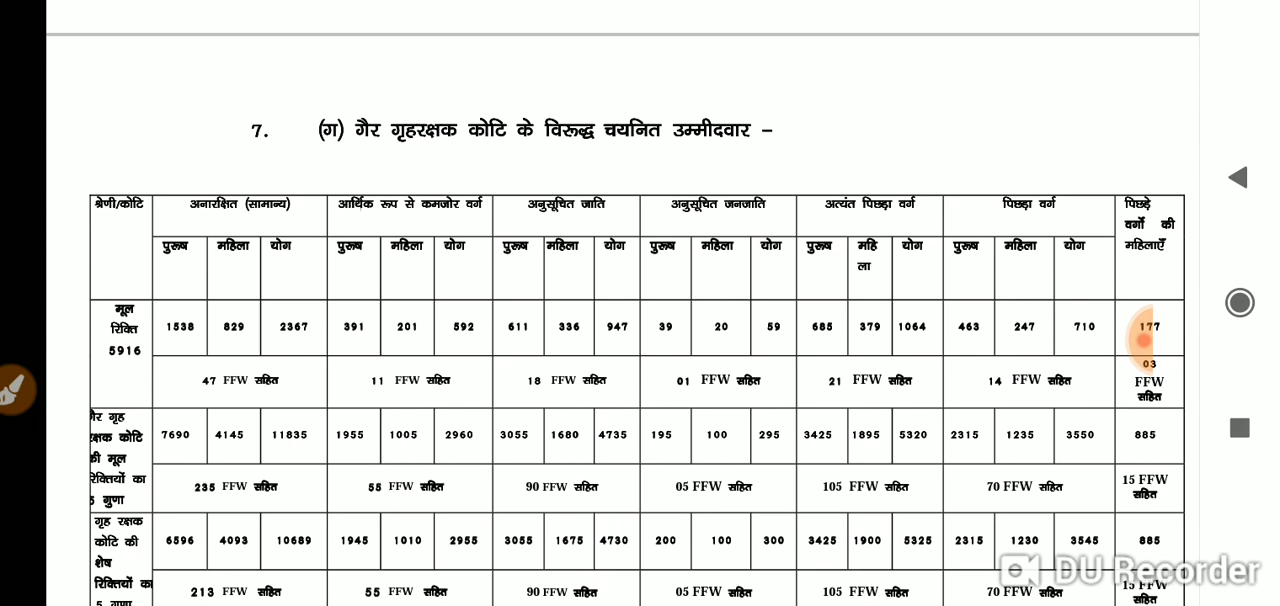 7. (ग) गैर गृहरक्षक कोटि के विरूद्ध चयनित उम्मीदवार –
श्रेणी/कोटि अनारक्षित (सामान्य) आर्थिक रूप से कमजोर वर्ग अनुसूचित जाति अनुसूचित जनजाति अत्यंत पिछड़ा वर्ग पिछड़ा वर्ग पिछड़े
वर्गों की
महिलाएँ
पुरूष महिला योग पुरूष महिला योग पुरूष महिला योग पुरूष महिला योग पुरूष महि योग पुरूष महिला योग
ला
मूल
रिक्ति
5916
1538 829 2367 391 201 592 611 336 947 39 20 59 685 379 1064 463 247 710 177
47 FFW सहित 11 FFW सहित 18 FFW सहित 01 FFW सहित 21 FFW सहित 14 FFW सहित 03
FFW
सहित
गैर गृह
रक्षक कोटि
की मूल
रिक्तियों का
5 गुणा
7690 4145 11835 1955 1005 2960 3055 1680 4735 195 100 295 3425 1895 5320 2315 1235 3550 885
235 FFW सहित 55 FFW सहित 90 FFW सहित 05 FFW सहित 105 FFW सहित 70 FFW सहित 15 FFW
सहित
गृह रक्षक
कोटि की
शेष
रिक्तियों का
5 गुणा
6596 4093 10689 1945 1010 2955 3055 1675 4730 200 100 300 3425 1900 5325 2315 1230 3545 885
213 FFW सहित 55 FFW सहित 90 FFW सहित 05 FFW सहित 105 FFW सहित 70 FFW सहित 15 FFW
सहित
DU Recorder